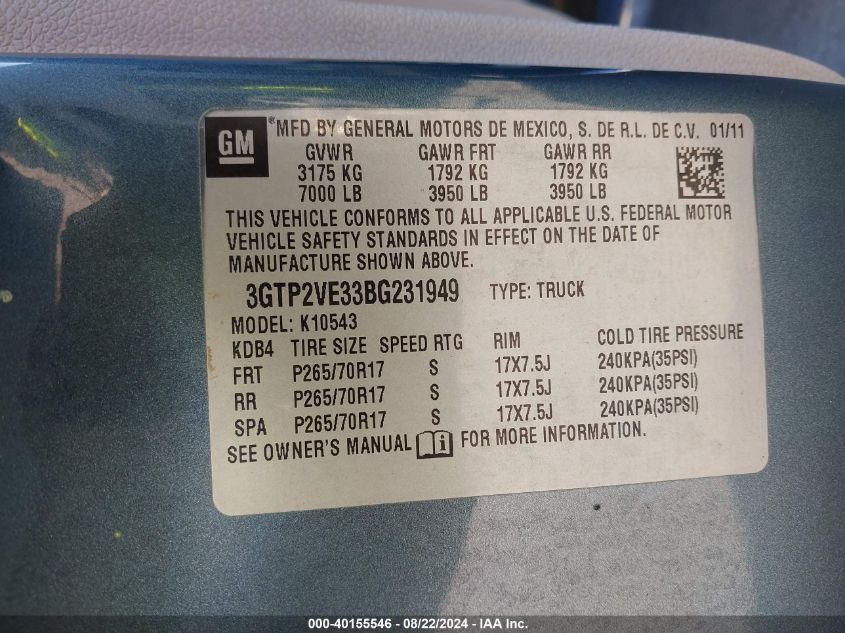 GM ® MFD BY GENERAL MOTORS DE MEXICO, S. DE R.L. DE C.V. 01/11
GVWR GAWR FRT GAWR RR
3175 KG 1792 KG 1792 KG
7000 LB 3950 LB 3950 LB
THIS VEHICLE CONFORMS TO ALL APPLICABLE U.S. FEDERAL MOTOR
VEHICLE SAFETY STANDARDS IN EFFECT ON THE DATE OF
MANUFACTURE SHOWN ABOVE.
3GTP2VE33BG231949 TYPE: TRUCK
MODEL: K10543
KDB4 TIRE SIZE SPEED RTG RIM COLD TIRE PRESSURE
FRT P265/70R17 S 17X7.5J 240KPA(35PSI)
RR P265/70R17 S 17X7.5J 240KPA(35PSI)
SPA P265/70R17 S 17X7.5J 240KPA(35PSI)
SEE OWNER'S MANUAL i FOR MORE INFORMATION.
000-40155546 - 08/22/2024 - IAA Inc.